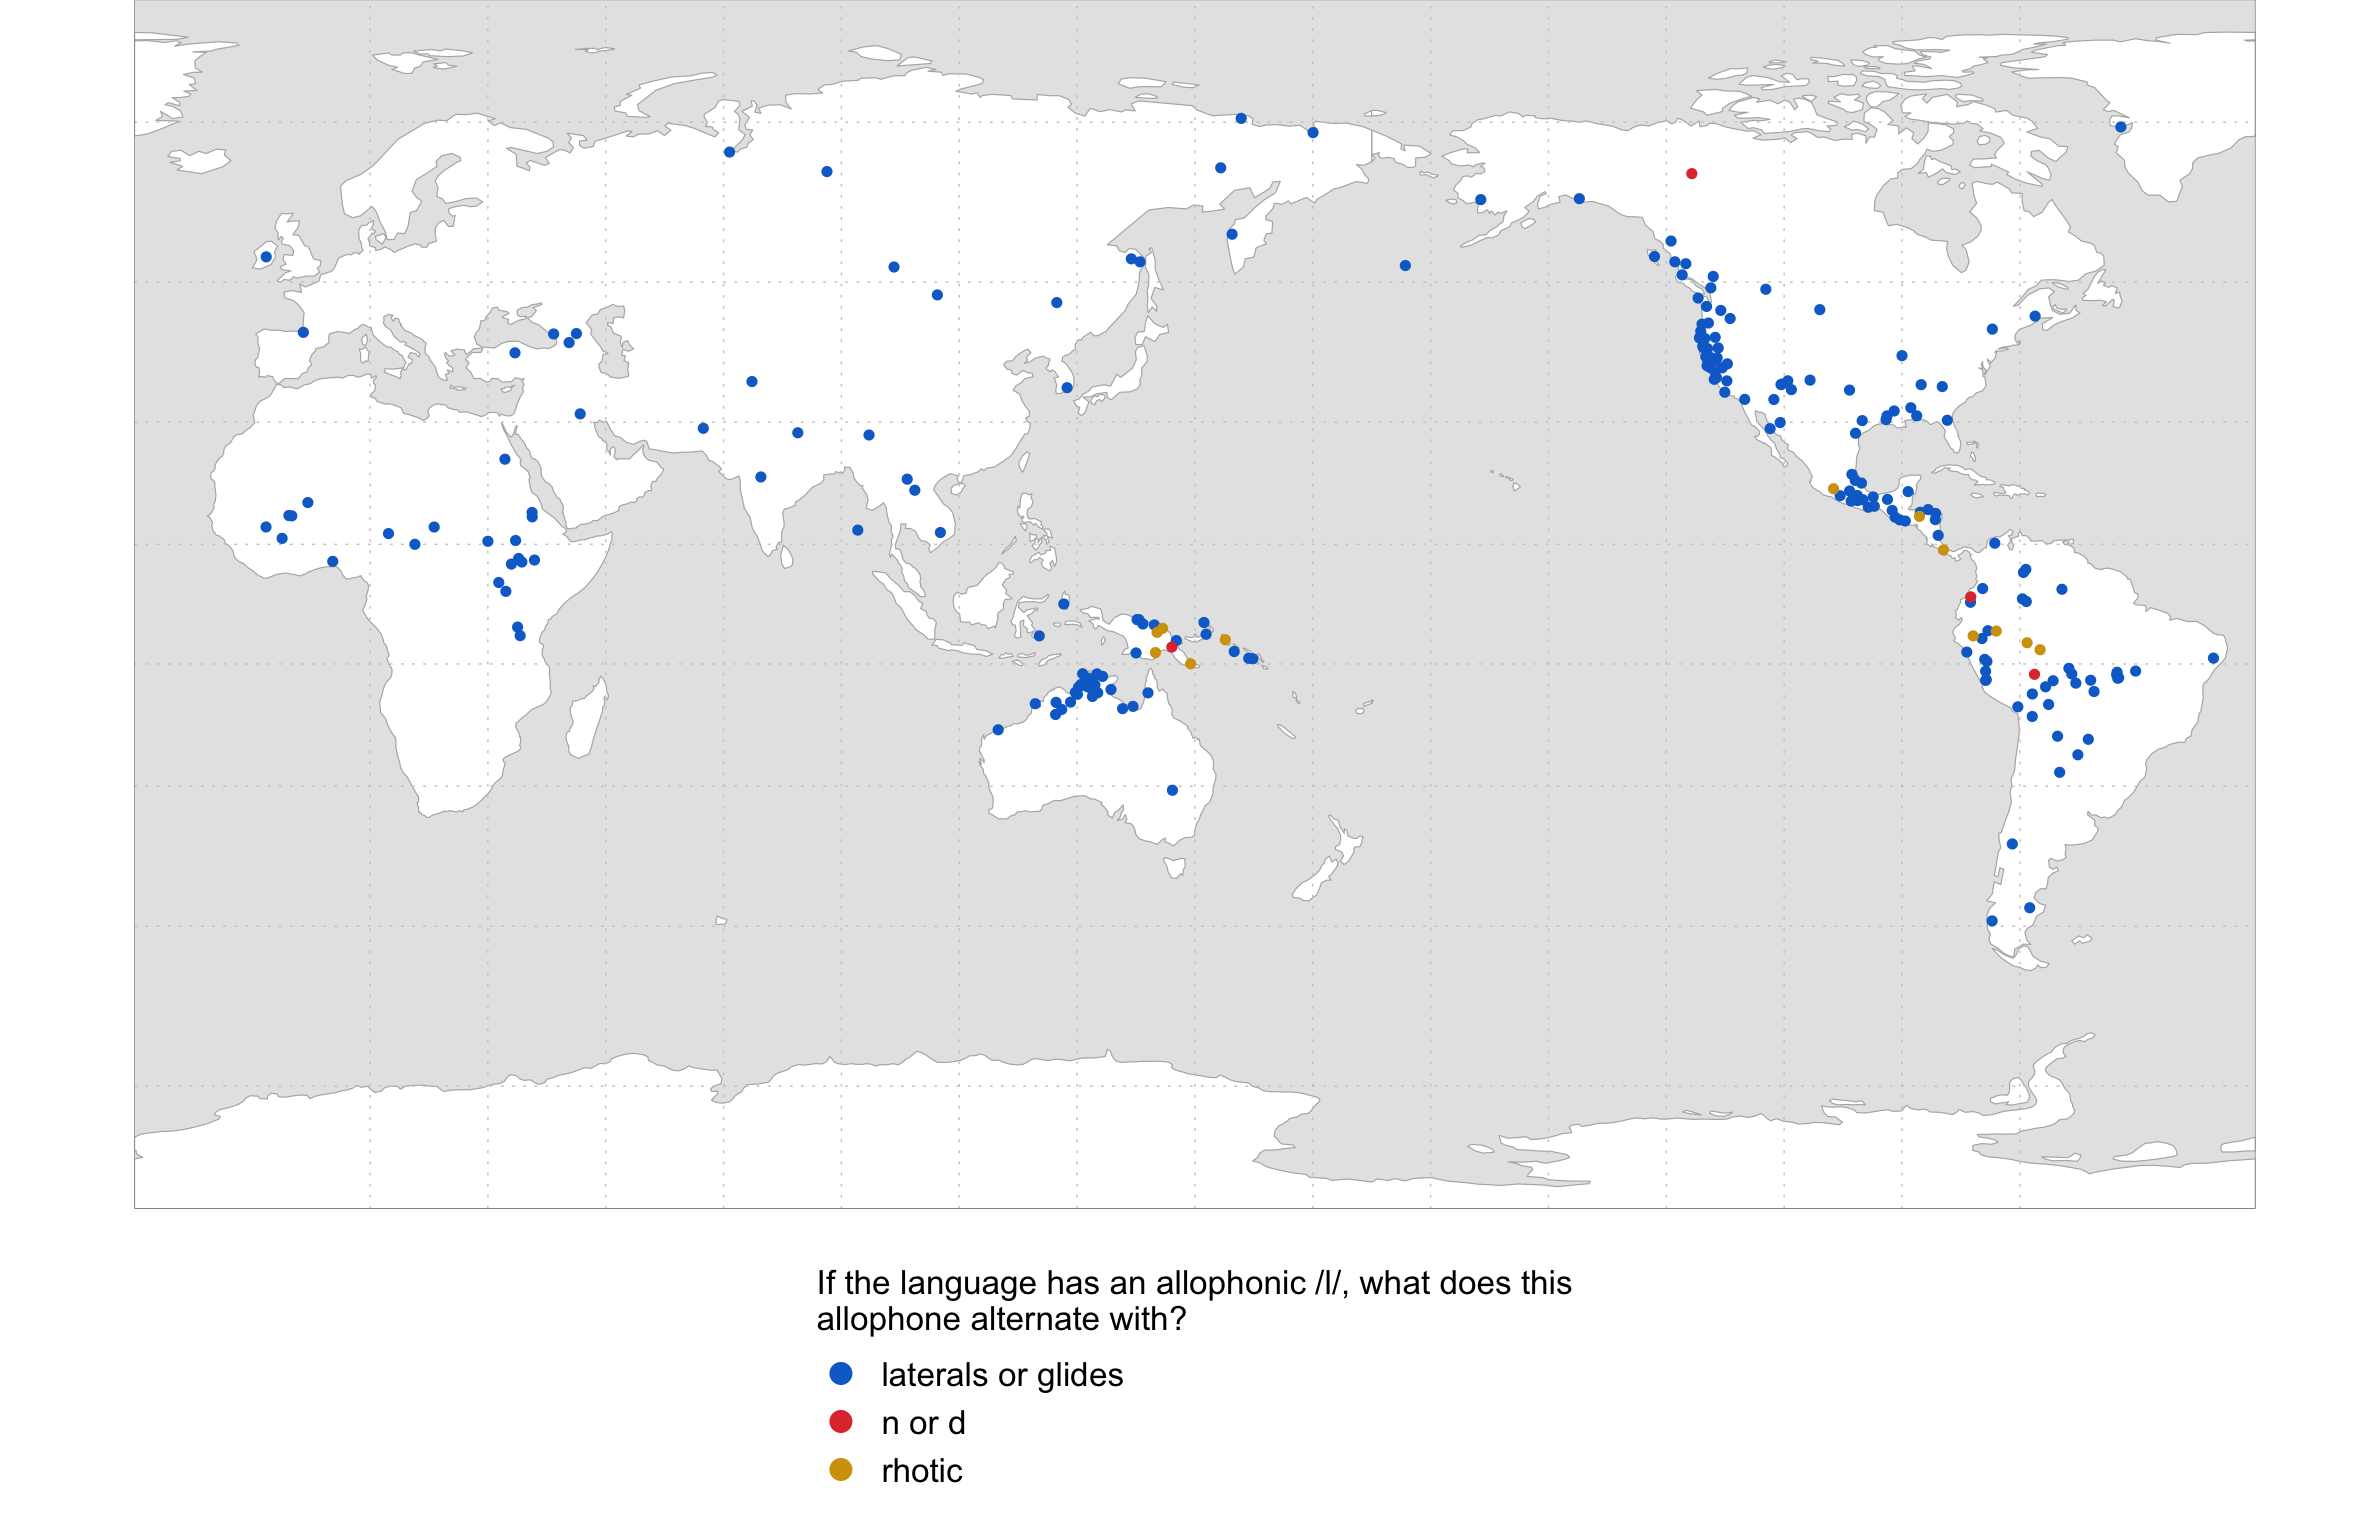 If the language has an allophonic /l/, what does this
allophone alternate with?
laterals or glides
n or d
rhotic